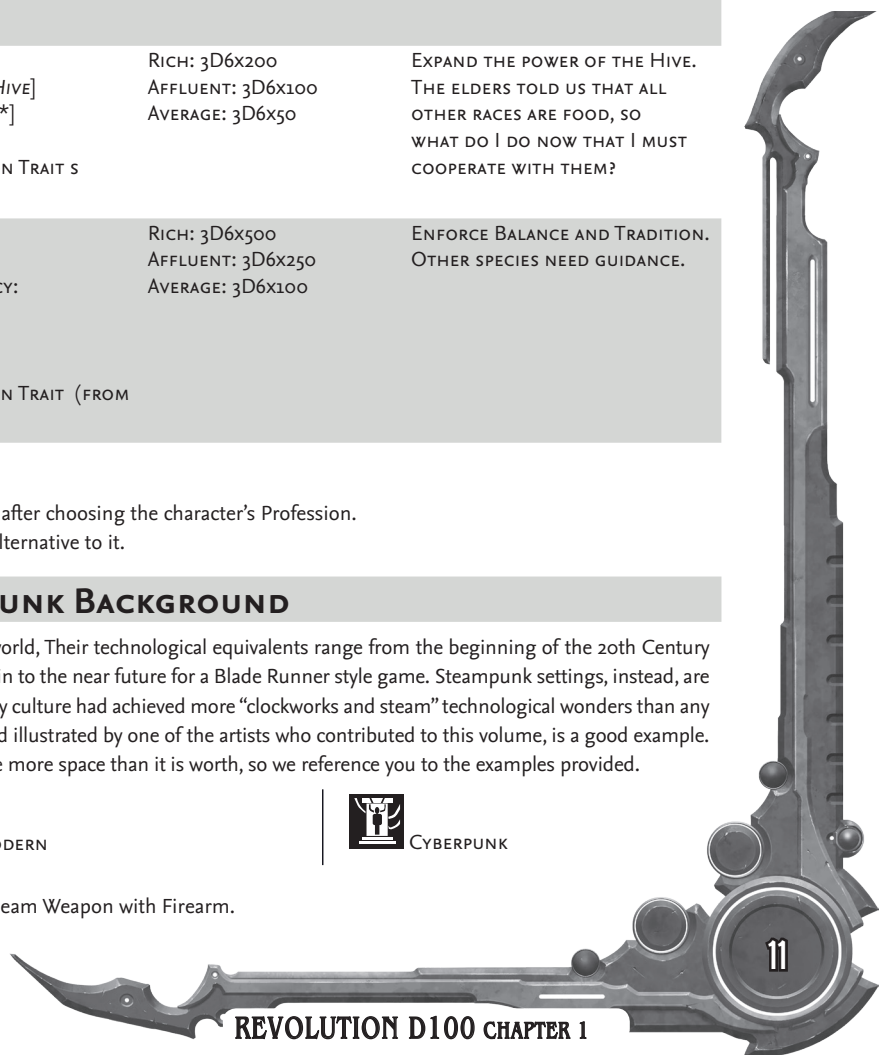 RICH: 3D6X200
EXPAND THE POWER OF THE HIVE.
HIVE]
AFFLUENT: 3D6X100
THE ELDERS TOLD US THAT ALL
*]
AVERAGE: 3D6X50
OTHER RACES ARE FOOD, SO
WHAT DO I DO NOW THAT I MUST
N TRAIT S
COOPERATE WITH THEM?
RICH: 3D6X500
ENFORCE BALANCE AND TRADITION.
AFFLUENT: 3D6X250
OTHER SPECIES NEED GUIDANCE.
CY:
AVERAGE: 3D6X100
N TRAIT (FROM
after choosing the character's Profession.
lternative to it.
UNK BACKGROUND
vorld, Their technological equivalents range from the beginning of the 20th Century
in to the near future for a Blade Runner style game. Steampunk settings, instead, are
y culture had achieved more “clockworks and steam” technological wonders than any
d illustrated by one of the artists who contributed to this volume, is a good example.
e more space than it is worth, so we reference you to the examples provided.
ODERN
CYBERPUNK
eam Weapon with Firearm.
11
REVOLUTION D100 CHAPTER 1